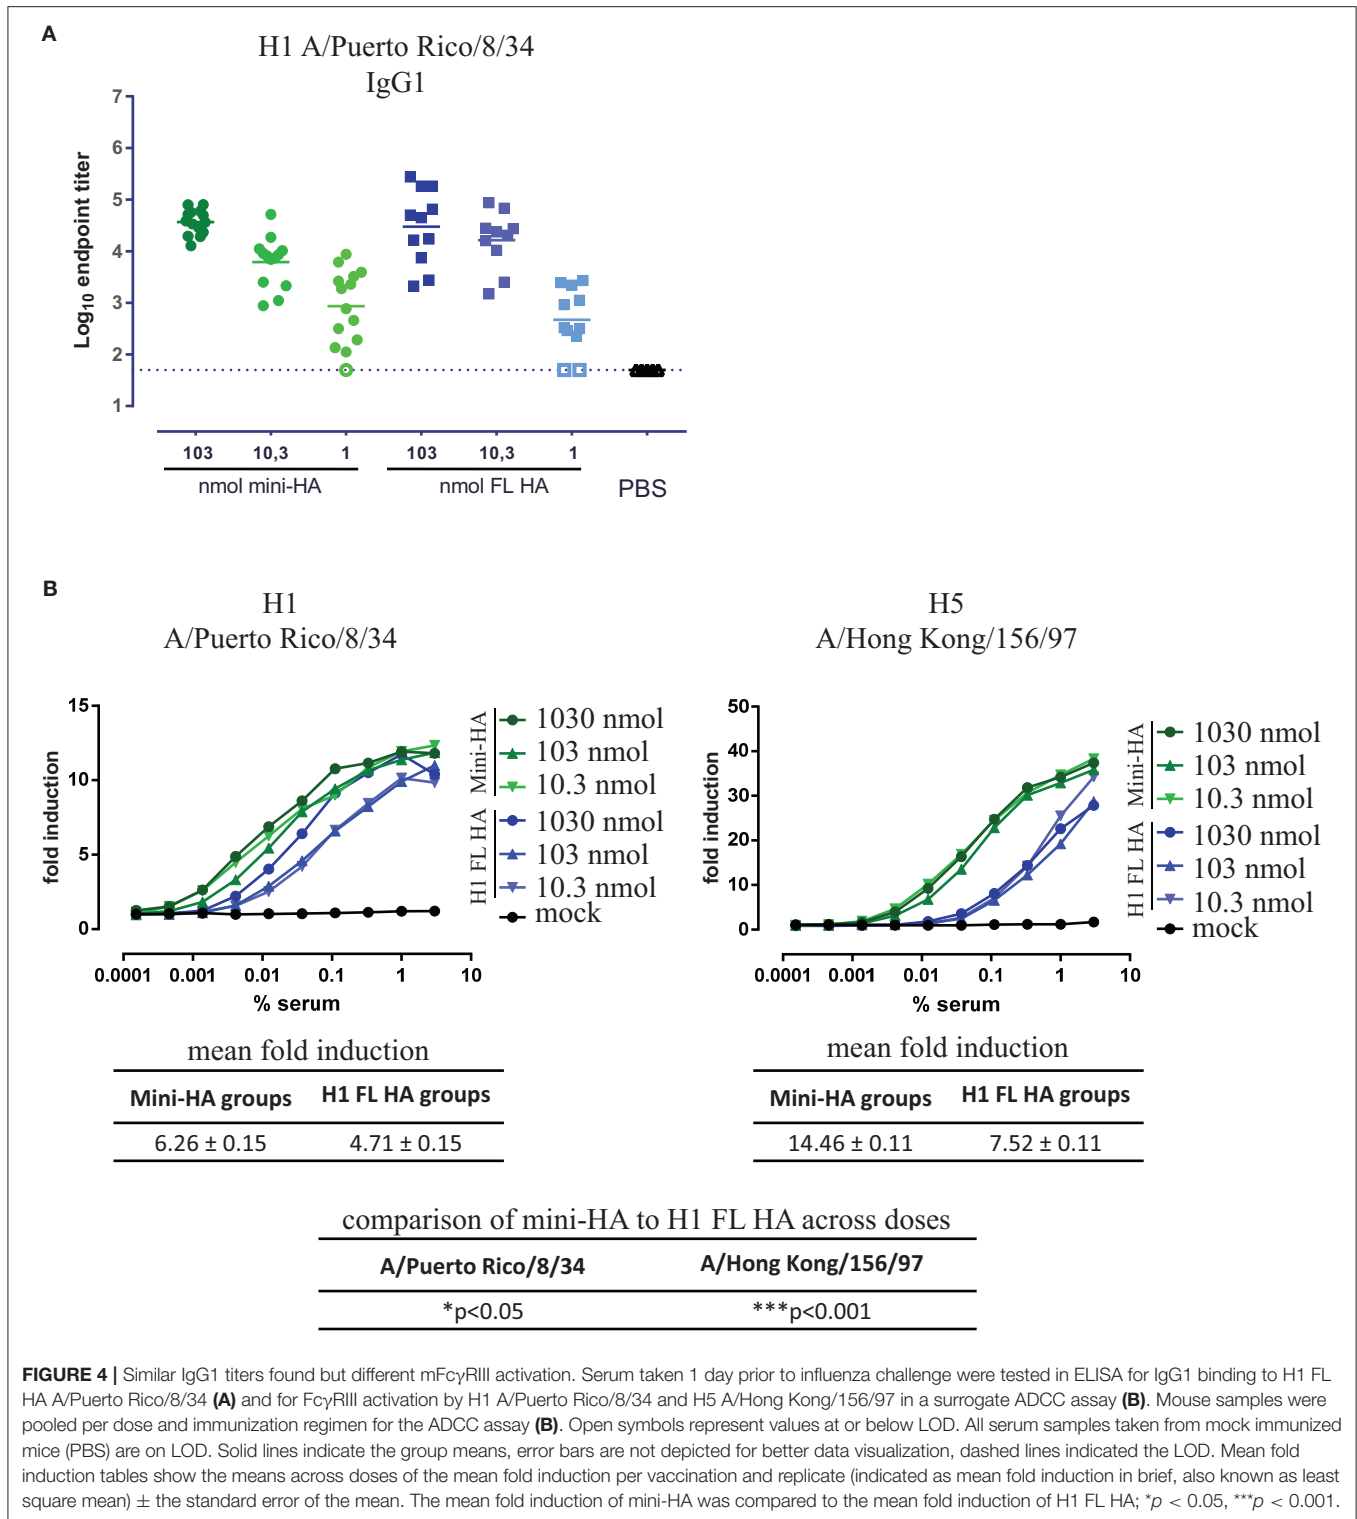 A
H1 A/Puerto Rico/8/34
IgG1
7
6
5
4
3
2
1
Log10 endpoint titer
103 10,3 1 103 10,3 1
nmol mini-HA nmol FL HA PBS
B
H1
A/Puerto Rico/8/34
15
10
5
0
fold induction
0.0001 0.001 0.01 0.1 1 10
% serum
Mini-HA
1030 nmol
103 nmol
10.3 nmol
H1 FL HA
1030 nmol
103 nmol
10.3 nmol
mock
mean fold induction
Mini-HA groups H1 FL HA groups
6.26 ± 0.15 4.71 ± 0.15
H5
A/Hong Kong/156/97
50
40
30
20
10
0
fold induction
0.0001 0.001 0.01 0.1 1 10
% serum
Mini-HA
1030 nmol
103 nmol
10.3 nmol
H1 FL HA
1030 nmol
103 nmol
10.3 nmol
mock
mean fold induction
Mini-HA groups H1 FL HA groups
14.46 ± 0.11 7.52 ± 0.11
comparison of mini-HA to H1 FL HA across doses
A/Puerto Rico/8/34 A/Hong Kong/156/97
*p<0.05 ***p<0.001
FIGURE 4 | Similar IgG1 titers found but different mFcγRIII activation. Serum taken 1 day prior to influenza challenge were tested in ELISA for IgG1 binding to H1 FL
HA A/Puerto Rico/8/34 (A) and for FcγRIII activation by H1 A/Puerto Rico/8/34 and H5 A/Hong Kong/156/97 in a surrogate ADCC assay (B). Mouse samples were
pooled per dose and immunization regimen for the ADCC assay (B). Open symbols represent values at or below LOD. All serum samples taken from mock immunized
mice (PBS) are on LOD. Solid lines indicate the group means, error bars are not depicted for better data visualization, dashed lines indicated the LOD. Mean fold
induction tables show the means across doses of the mean fold induction per vaccination and replicate (indicated as mean fold induction in brief, also known as least
square mean) ± the standard error of the mean. The mean fold induction of mini-HA was compared to the mean fold induction of H1 FL HA; *p < 0.05, ***p < 0.001.